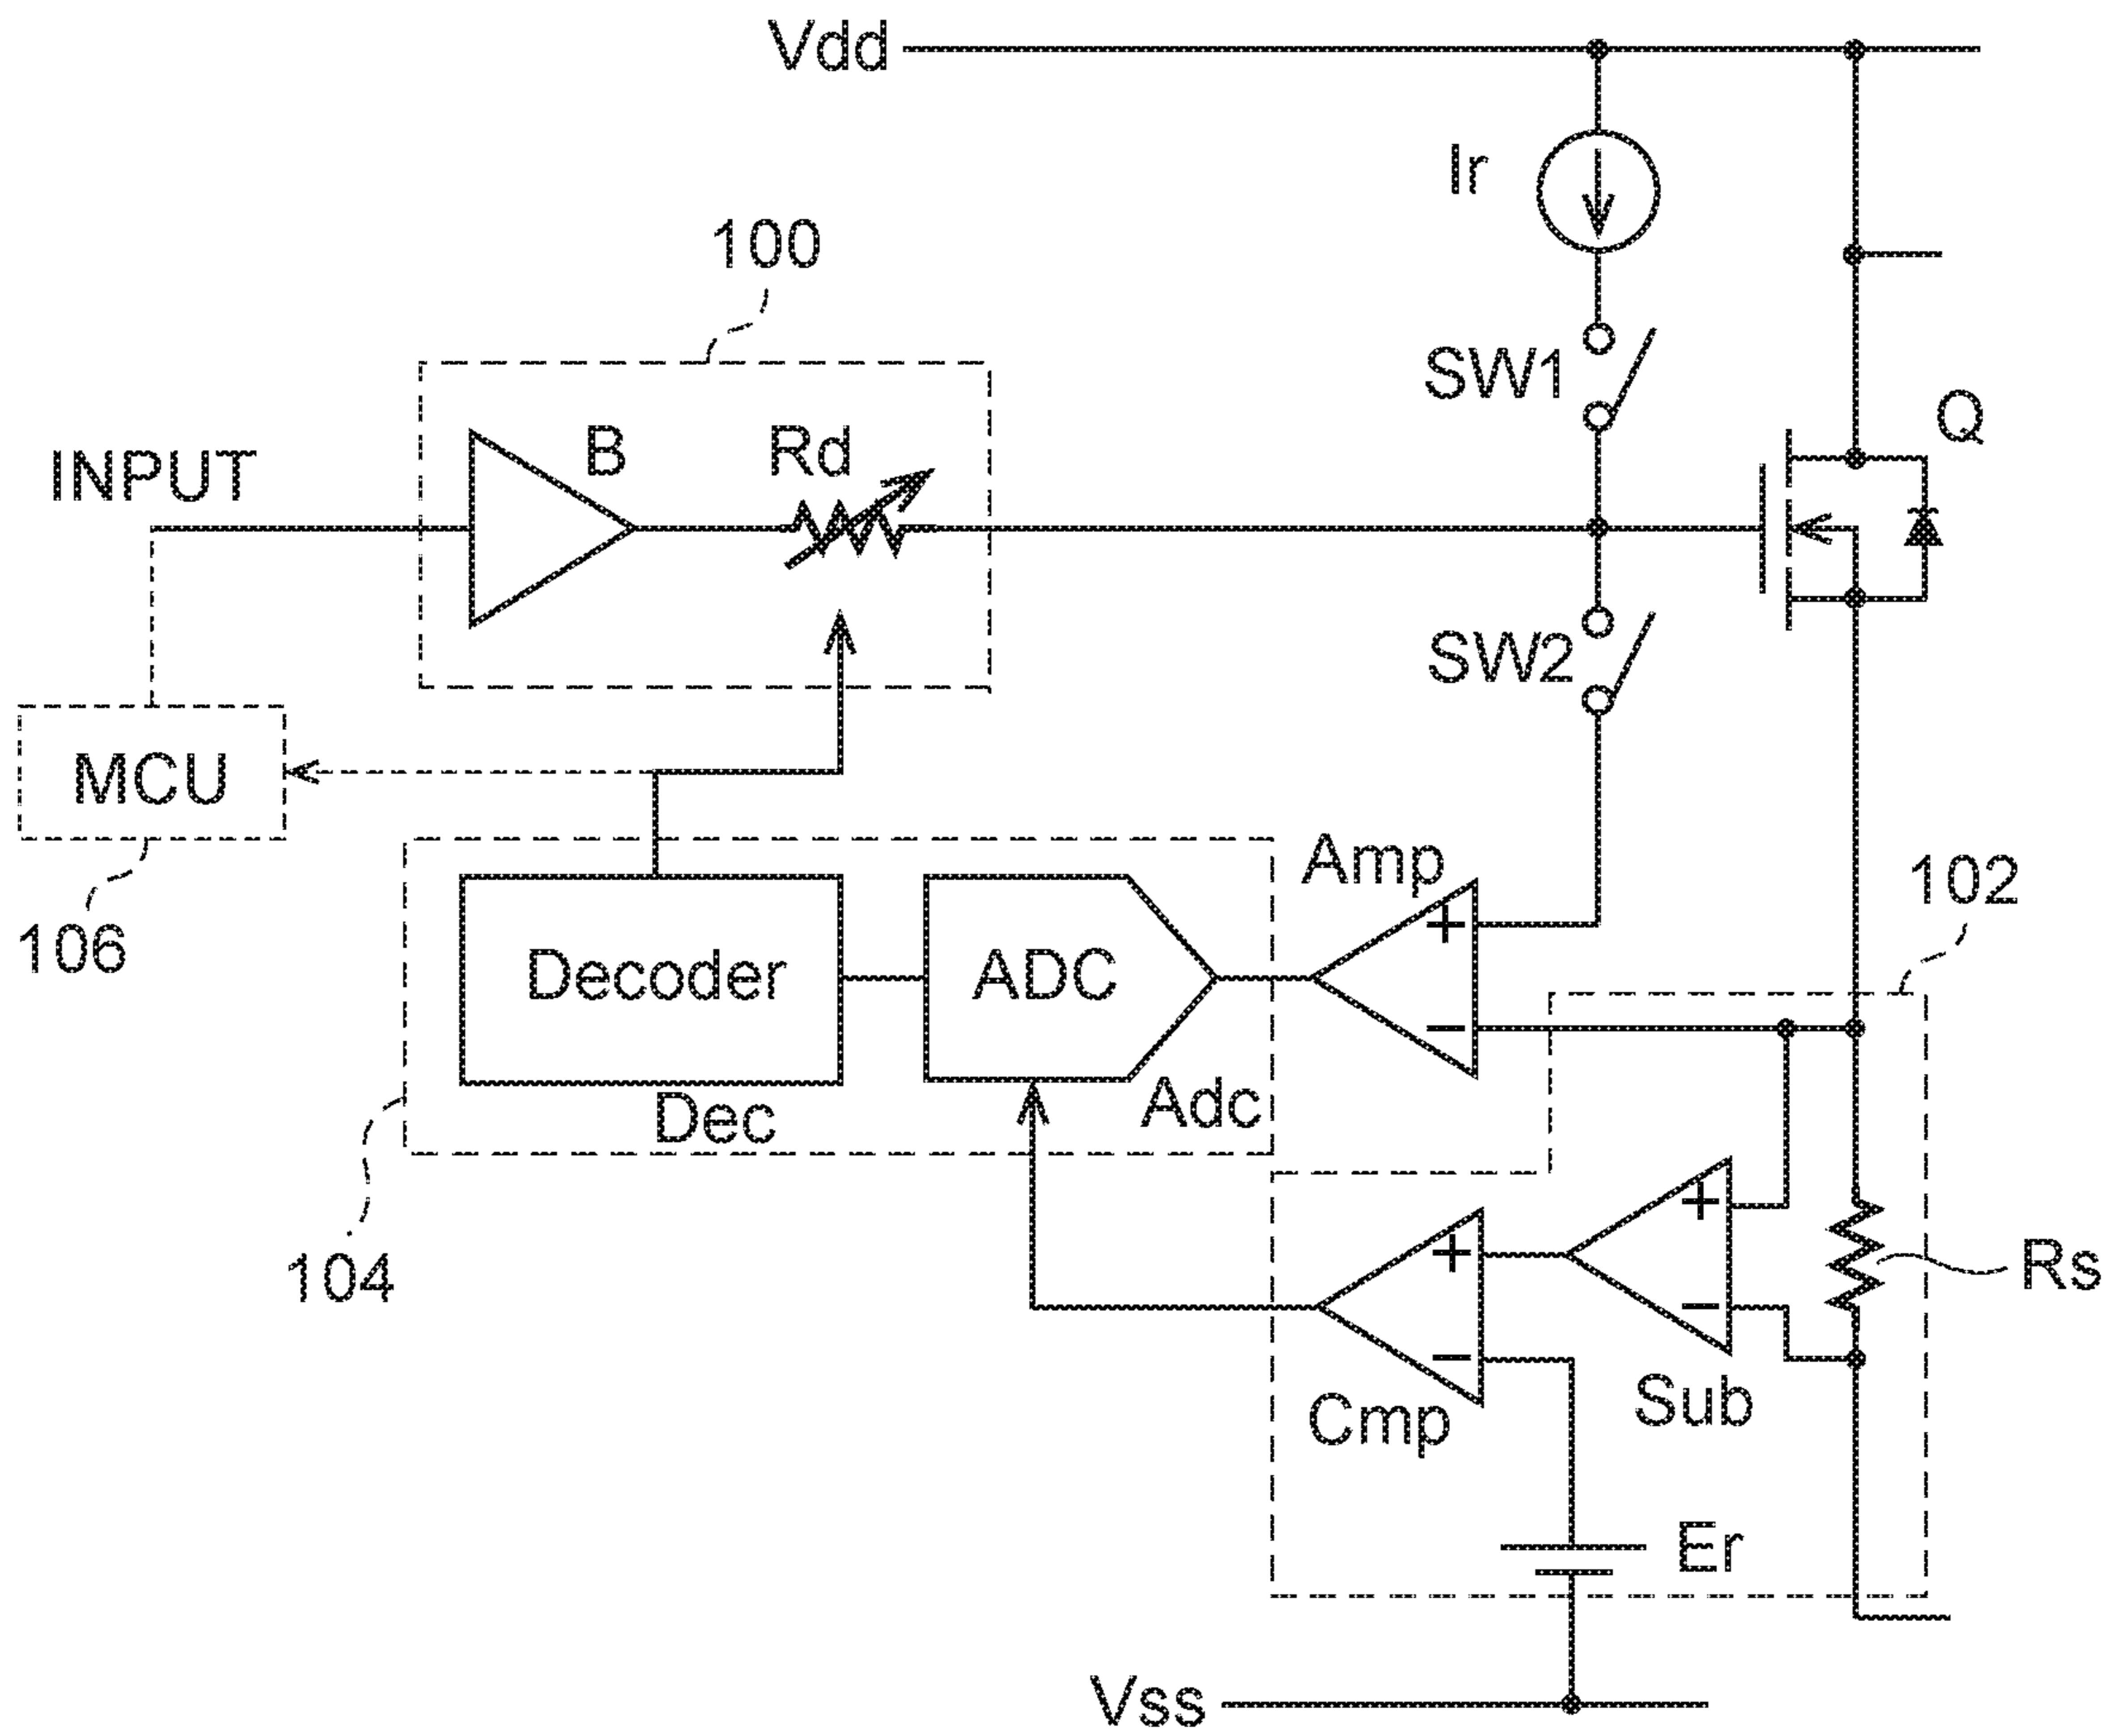 Vdd
Ir
100
SW1
Q
B
Rd
INPUT
SW2
MCU
Amp
102
106
Decoder
ADC
+
−
Dec
Adc
+
104
+
−
Rs
−
Sub
Cmp
Er
Vss